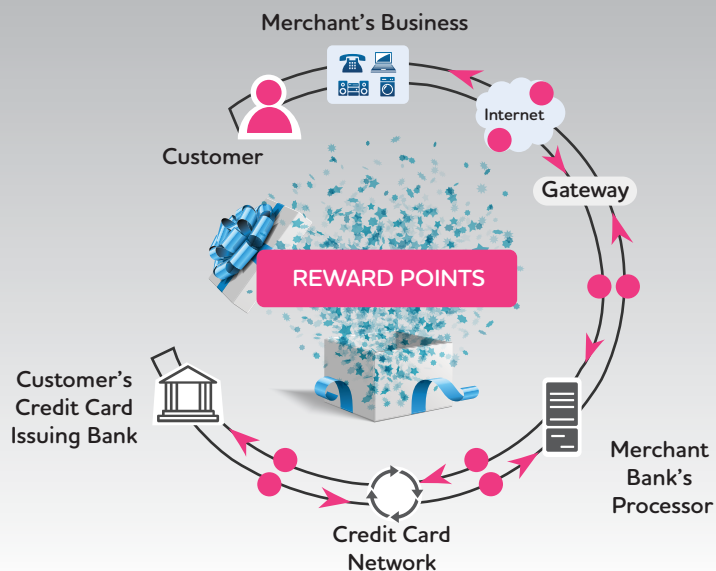 Merchant's Business
Internet
Customer
Gateway
REWARD POINTS
Customer's
Credit Card
Issuing Bank
Merchant
Bank's
Processor
Credit Card
Network